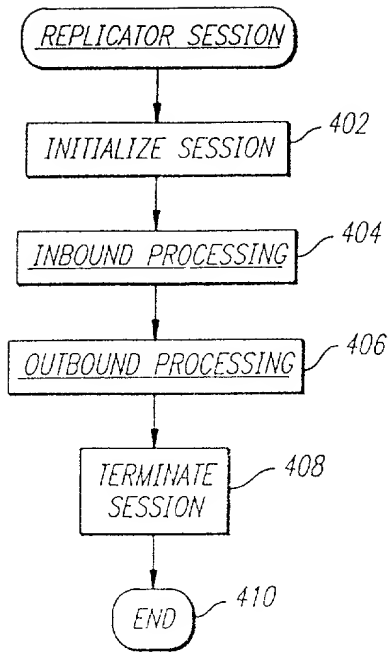 REPLICATOR SESSION
INITIALIZE SESSION
402
INBOUND PROCESSING
404
OUTBOUND PROCESSING
406
TERMINATE
SESSION
408
END
410